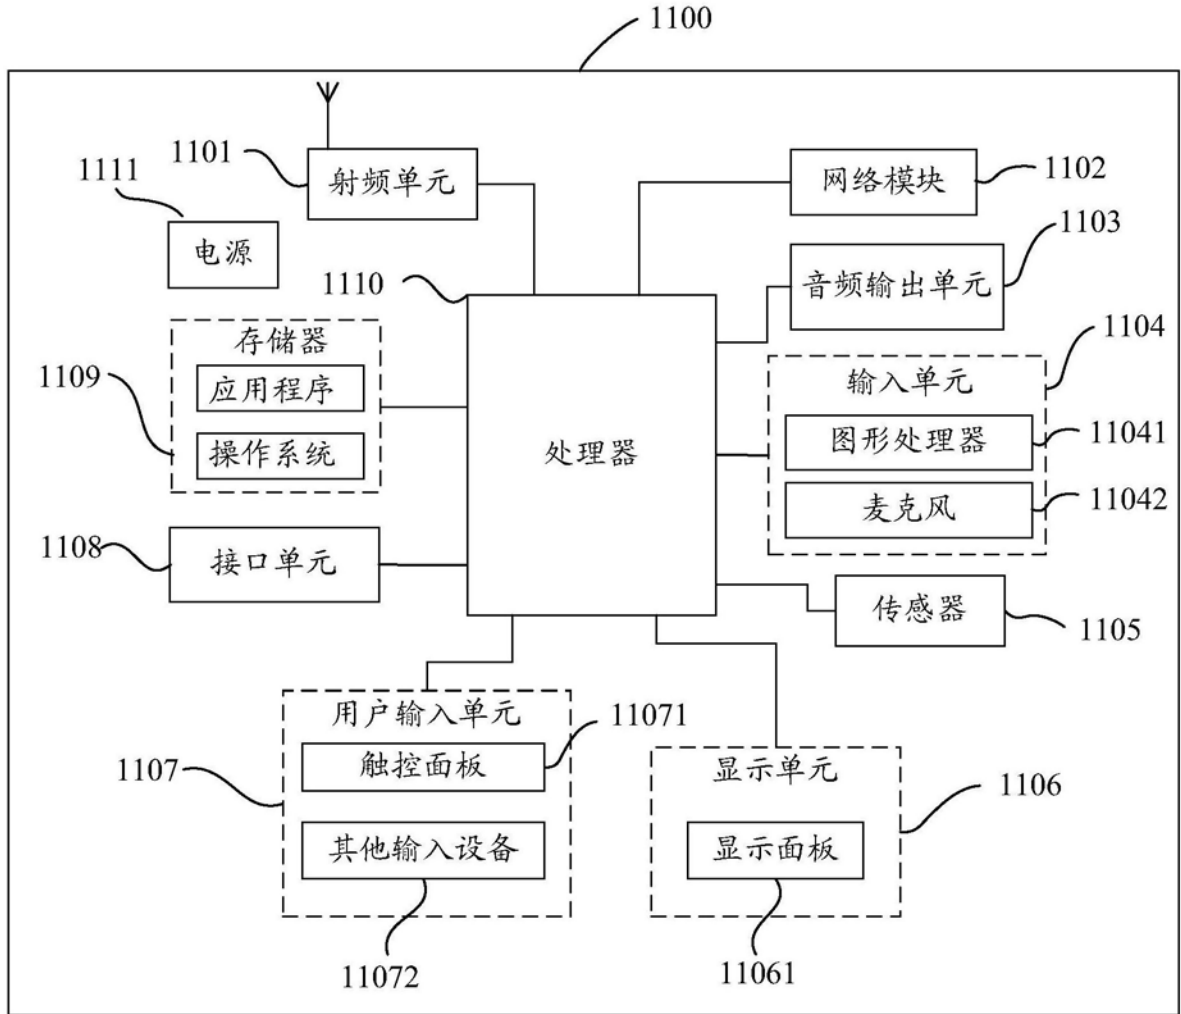 1100
1101
射频单元
网络模块
1102
1111
电源
1103
音频输出单元
1110
处理器
1104
输入单元
图形处理器
11041
麦克风
11042
存储器
应用程序
操作系统
1109
1108
接口单元
传感器
1105
用户输入单元
触控面板
11071
其他输入设备
1107
11072
显示单元
显示面板
1106
11061